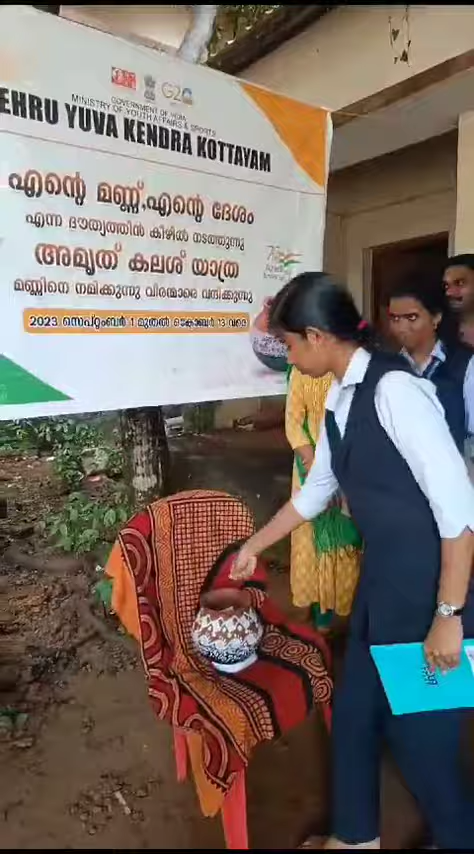 GOVERNMENT OF INDIA
MINISTRY OF YOUTH AFFAIRS & SPORTS
EHRU YUVA KENDRA KOTTAYAM
എന്റെ മണ്ണ്,എന്റെ ദേശം
എന്ന ദൗത്യത്തിൻ കീഴിൽ നടത്തുന്നു
അമൃത് കലശ് യാത്ര
മണ്ണിനെ നമിക്കുന്നു വീരന്മാരെ വന്ദിക്കുന്നു
2023 സെപ്റ്റംബർ 1 മുതൽ ഒക്ടോബർ 13 വരെ
G20